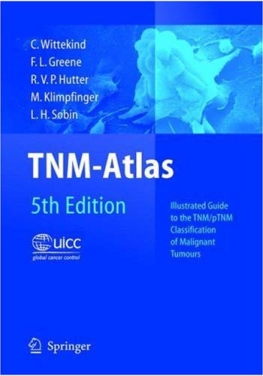 C. Wittekind
F. L. Greene
R. V. P. Hutter
M. Klimpfinger
L. H. Sobin
TNM-Atlas
5th Edition
Illustrated Guide
to the TNM/pTNM
Classification
of Malignant
Tumours
uicc
global cancer control
Springer